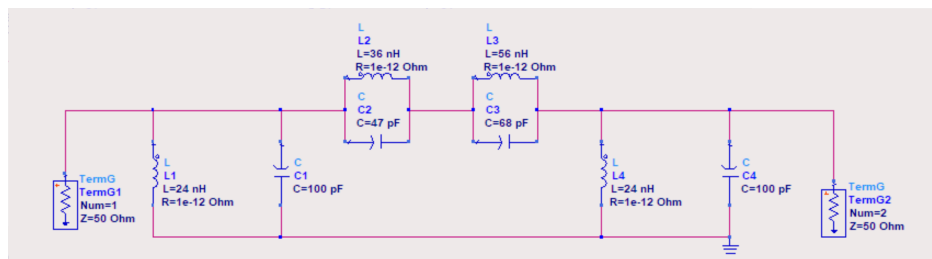 L
L2
L=36 nH
R=1e-12 Ohm
L
L3
L=56 nH
R=1e-12 Ohm
C
C2
C=47 pF
C
C3
C=68 pF
TermG
TermG1
Num=1
Z=50 Ohm
L
L1
L=24 nH
R=1e-12 Ohm
C
C1
C=100 pF
L
L4
L=24 nH
R=1e-12 Ohm
C
C4
C=100 pF
TermG
TermG2
Num=2
Z=50 Ohm